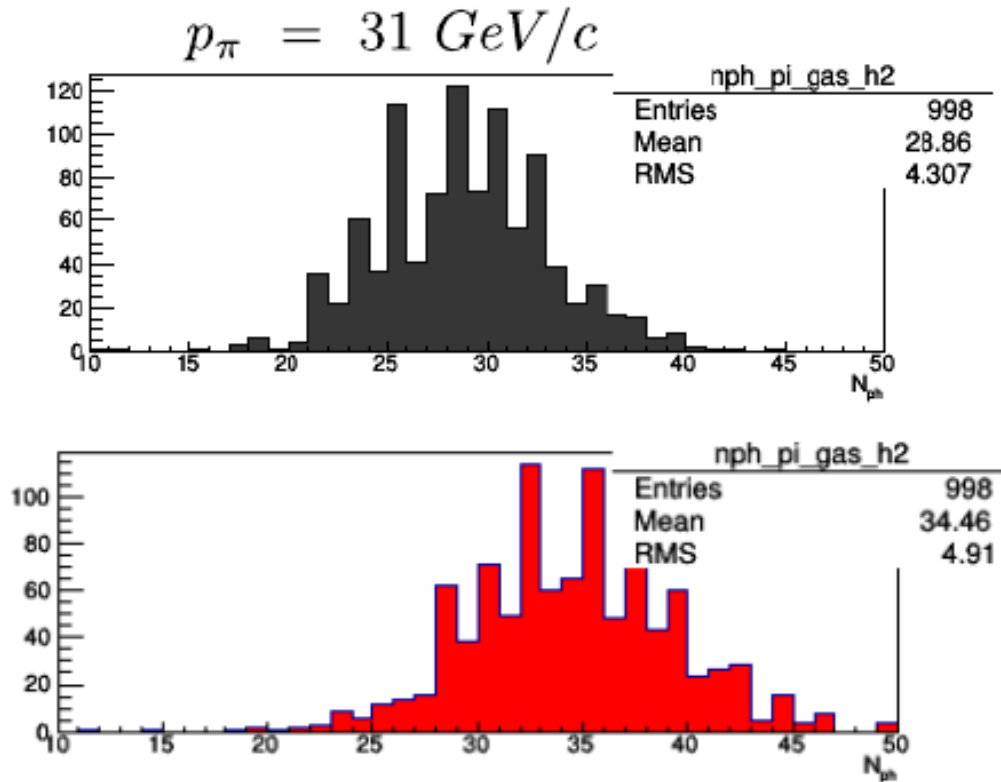 p_π = 31 GeV/c
nph_pi_gas_h2
Entries 998
Mean 28.86
RMS 4.307
120
100
80
60
40
20
0
10 15 20 25 30 35 40 45 50
N_ph
nph_pi_gas_h2
Entries 998
Mean 34.46
RMS 4.91
100
80
60
40
20
0
10 15 20 25 30 35 40 45 50
N_ph